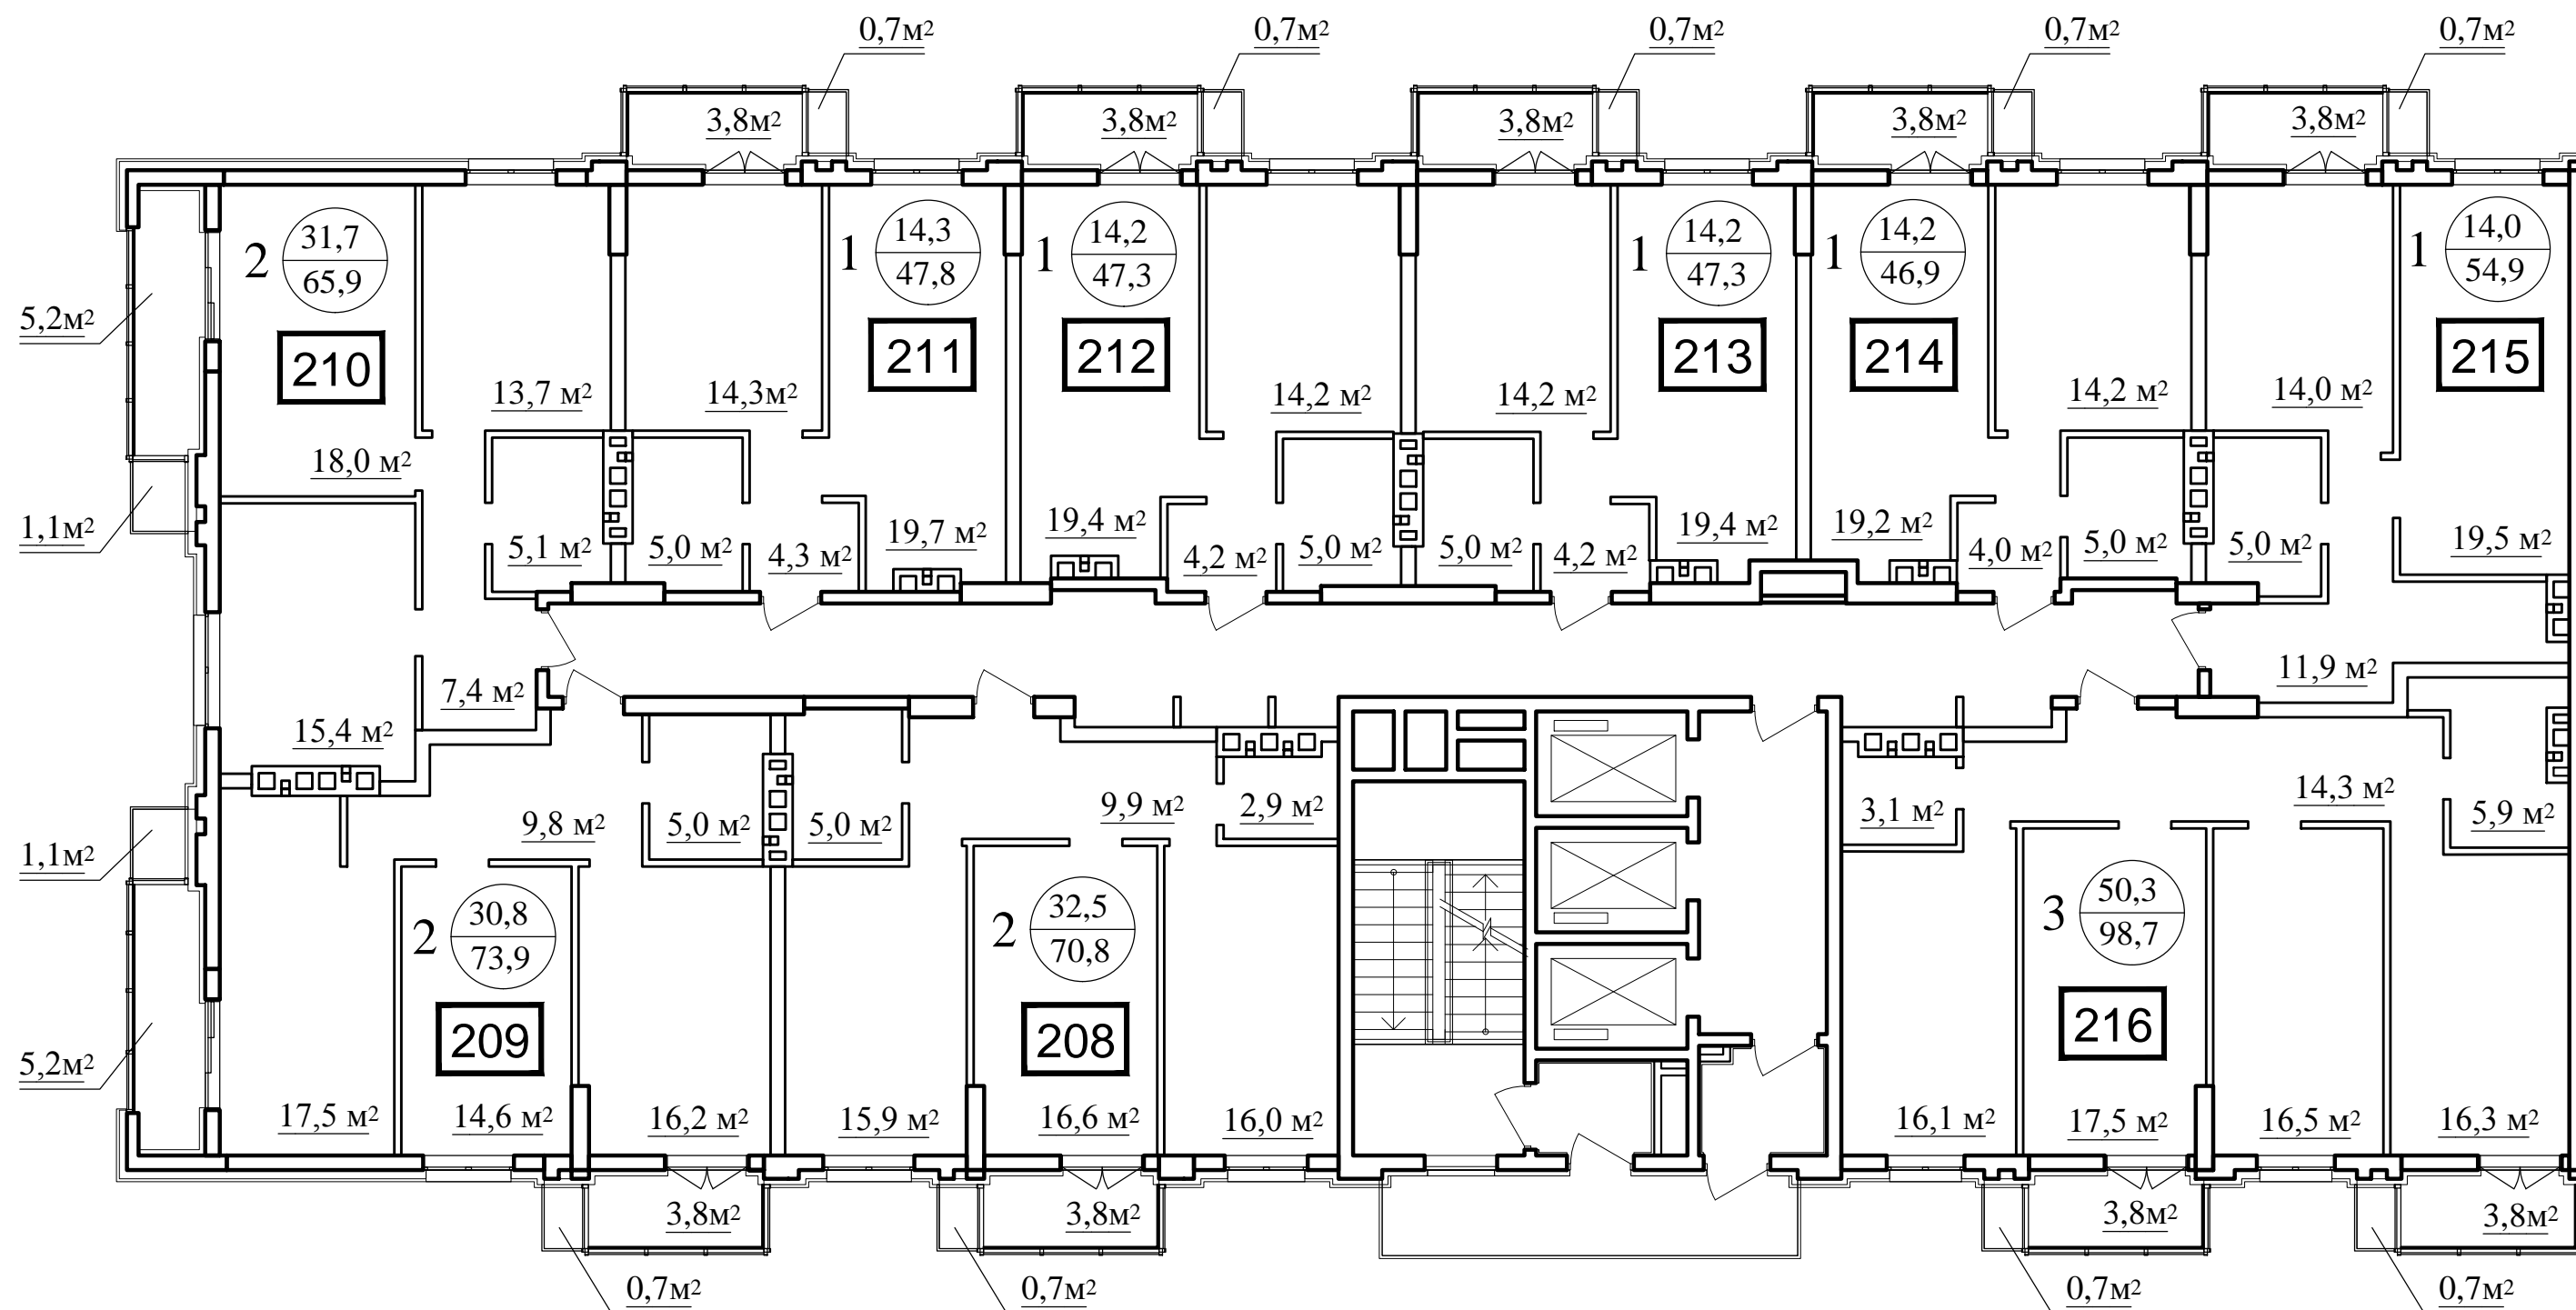 0,7м² 0,7м² 0,7м² 0,7м² 0,7м²
3,8м² 3,8м² 3,8м² 3,8м² 3,8м²
2 31,7 65,9
1 14,3 47,8
1 14,2 47,3
1 14,2 47,3
1 14,2 46,9
1 14,0 54,9
5,2м²
210 211 212 213 214 215
13,7 м² 14,3м² 14,2 м² 14,2 м² 14,2 м² 14,0 м²
18,0 м²
1,1м²
5,1 м² 5,0 м² 4,3 м² 19,7 м² 19,4 м² 4,2 м² 5,0 м² 5,0 м² 4,2 м² 19,4 м² 19,2 м² 4,0 м² 5,0 м² 5,0 м² 19,5 м²
7,4 м² 11,9 м²
15,4 м²
1,1м²
9,8 м² 5,0 м² 5,0 м² 9,9 м² 2,9 м² 3,1 м² 14,3 м² 5,9 м²
2 30,8 73,9
2 32,5 70,8
3 50,3 98,7
209 208 216
5,2м²
17,5 м² 14,6 м² 16,2 м² 15,9 м² 16,6 м² 16,0 м² 16,1 м² 17,5 м² 16,5 м² 16,3 м²
3,8м² 3,8м² 3,8м² 3,8м²
0,7м² 0,7м² 0,7м² 0,7м²